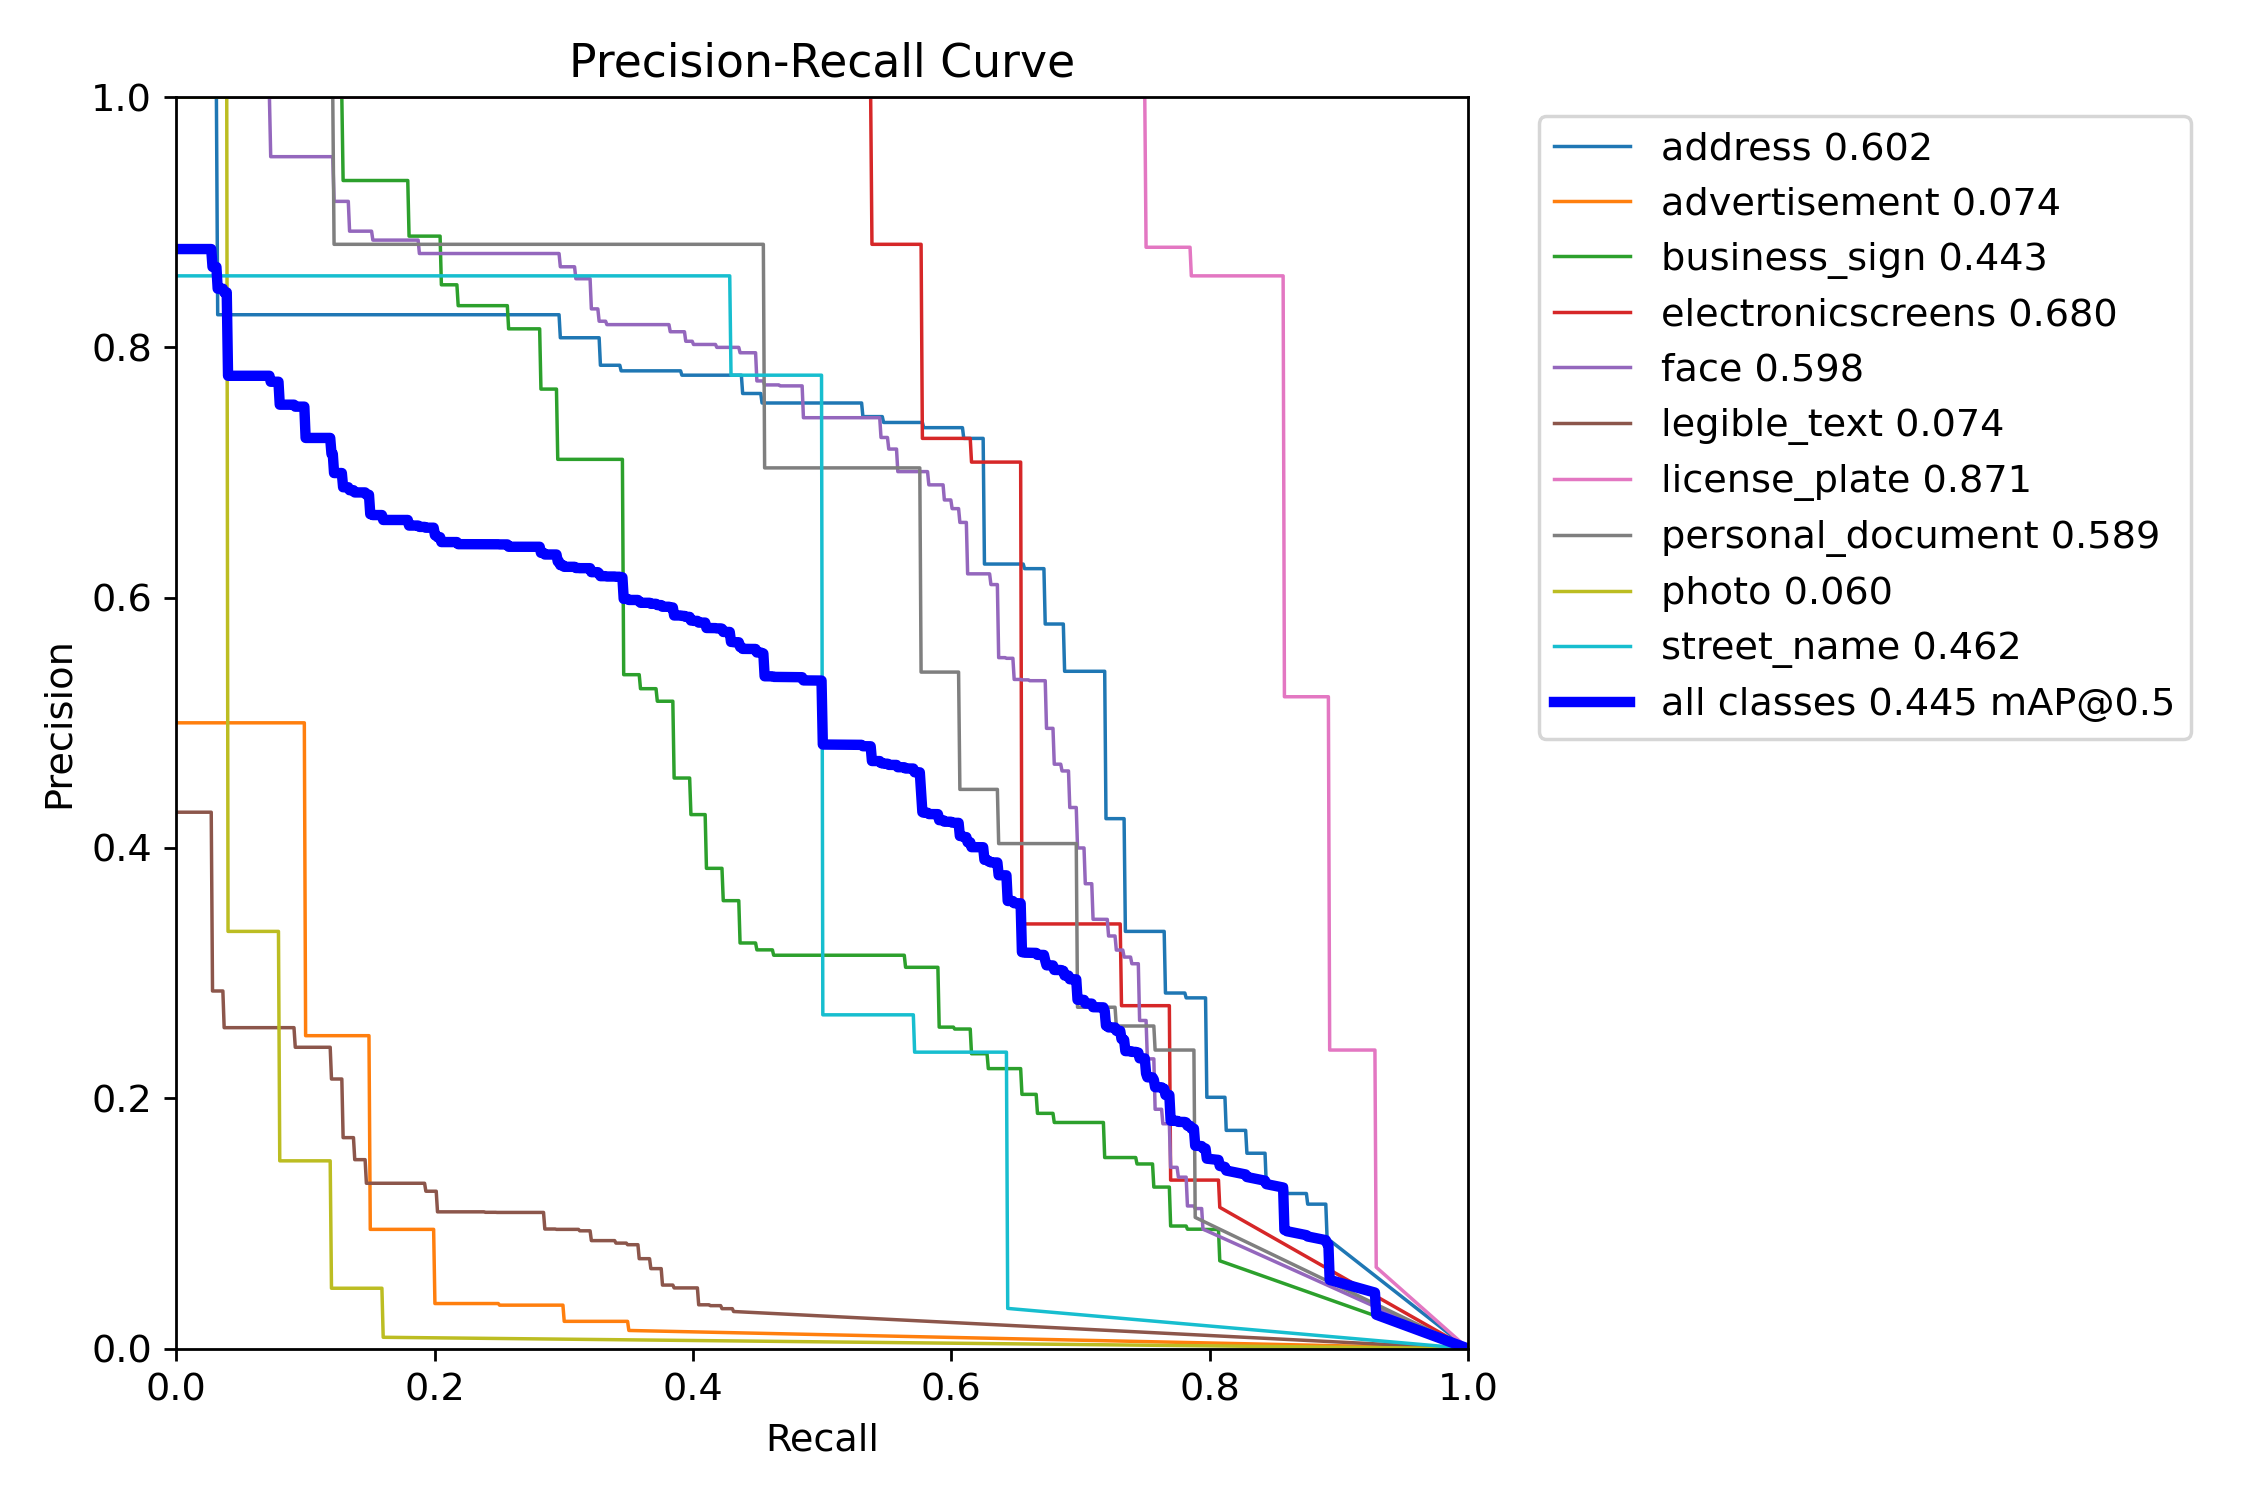 Precision-Recall Curve
1.0
0.8
0.6
0.4
0.2
0.0
Precision
0.0 0.2 0.4 0.6 0.8 1.0
Recall
address 0.602
advertisement 0.074
business_sign 0.443
electronicscreens 0.680
face 0.598
legible_text 0.074
license_plate 0.871
personal_document 0.589
photo 0.060
street_name 0.462
all classes 0.445 mAP@0.5